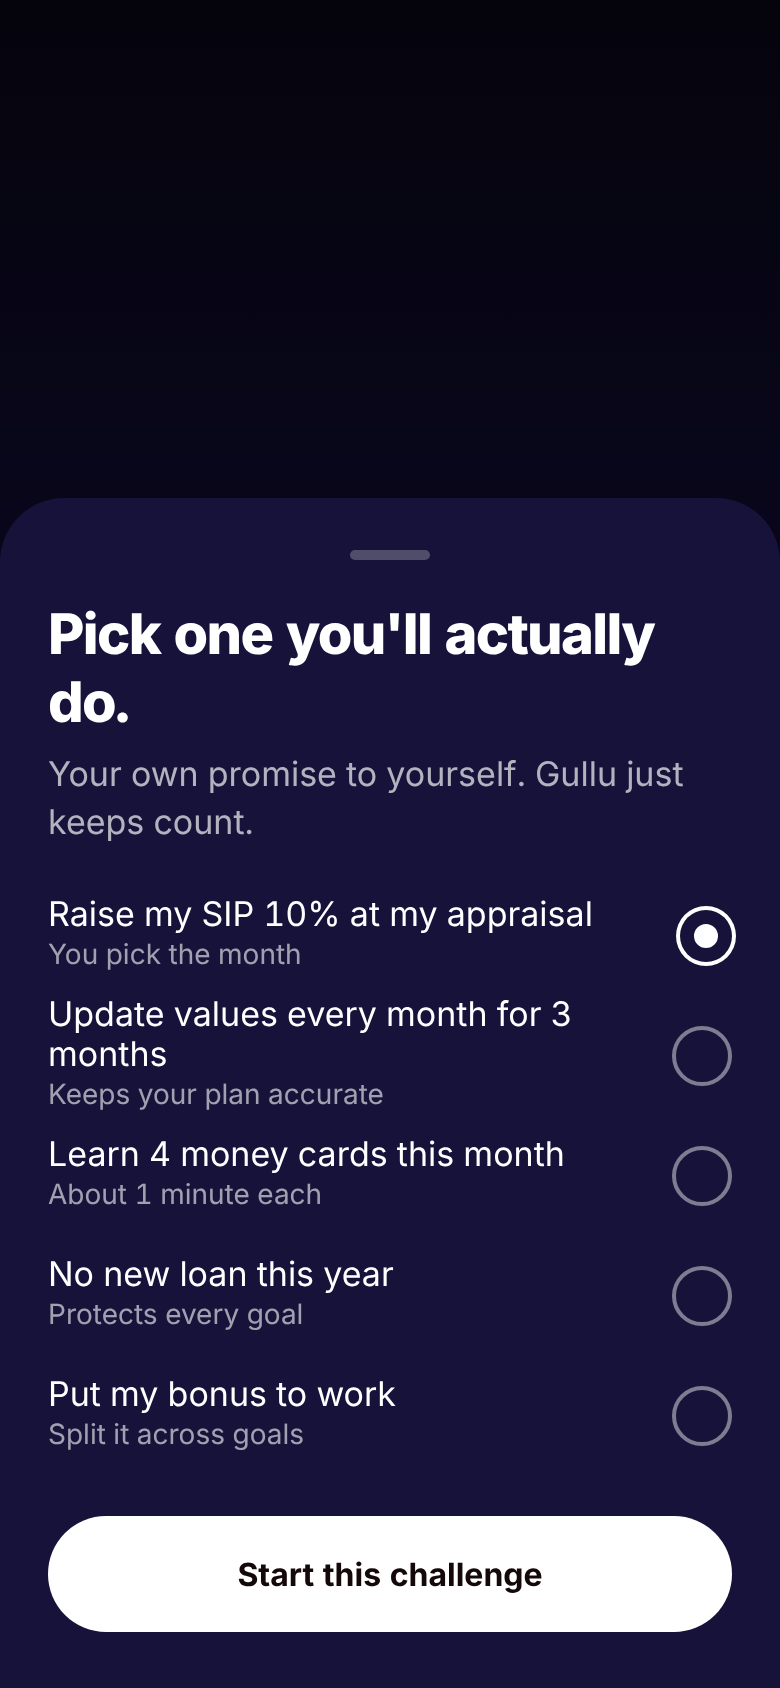 Pick one you'll actually
do.
Your own promise to yourself. Gullu just
keeps count.
Raise my SIP 10% at my appraisal
You pick the month
Update values every month for 3
months
Keeps your plan accurate
Learn 4 money cards this month
About 1 minute each
No new loan this year
Protects every goal
Put my bonus to work
Split it across goals
Start this challenge